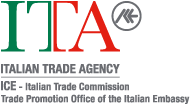 ITA
ITALIAN TRADE AGENCY
ICE - Italian Trade Commission
Trade Promotion Office of the Italian Embassy